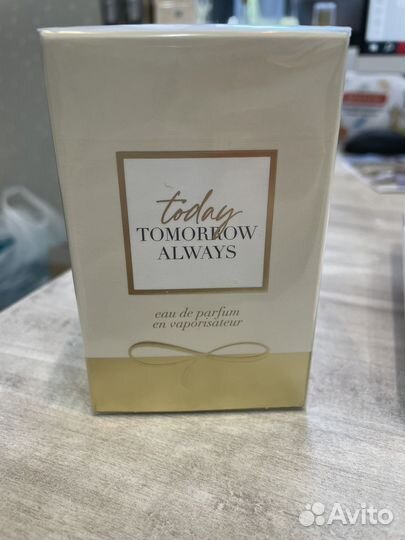 today
TOMORROW
ALWAYS
eau de parfum
en vaporisateur
Avito